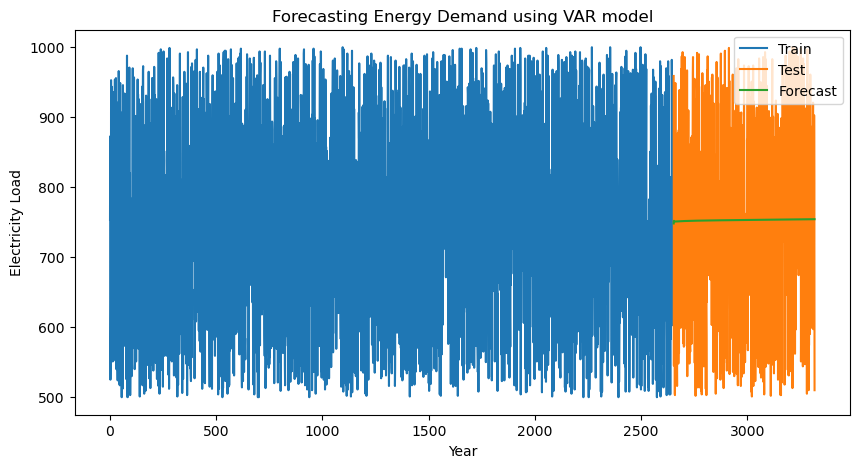 Forecasting Energy Demand using VAR model
Train
Test
Forecast
Electricity Load
1000
900
800
700
600
500
0 500 1000 1500 2000 2500 3000
Year